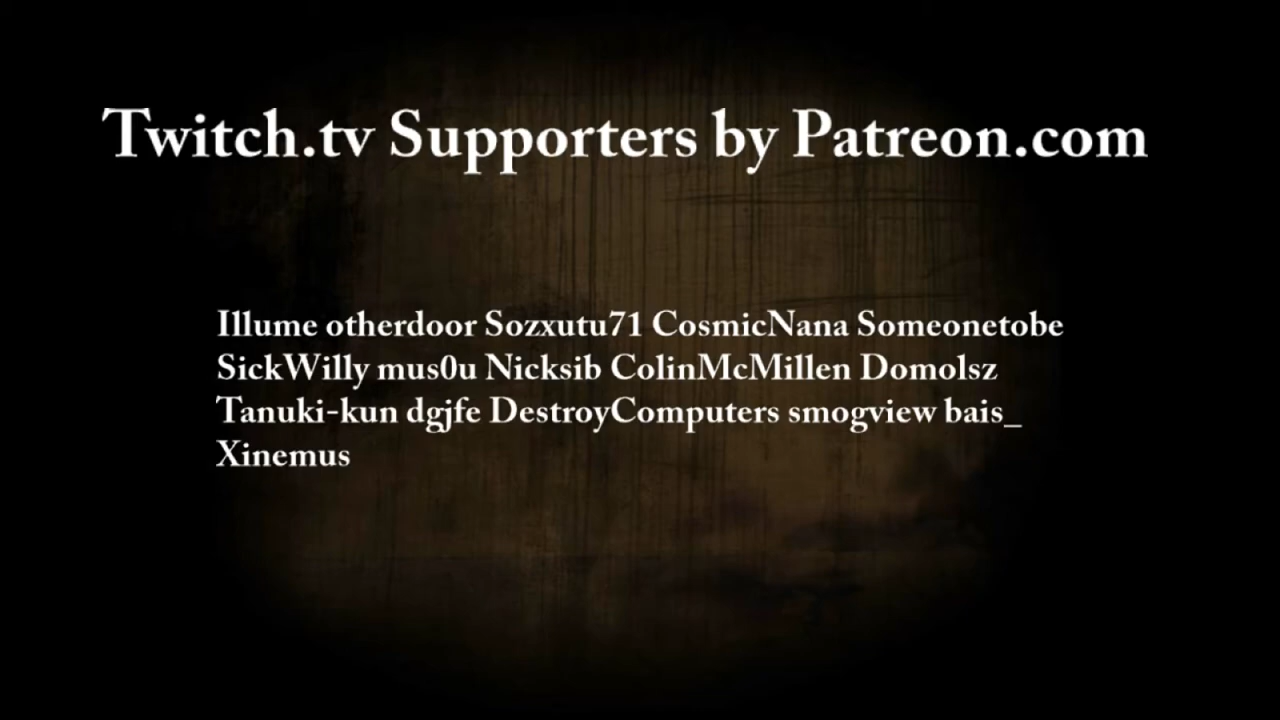 Twitch.tv Supporters by Patreon.com
Illume otherdoor Sozxutu71 CosmicNana Someonetobe
SickWilly mus0u Nicksib ColinMcMillen Domolsz
Tanuki-kun dgjfe DestroyComputers smogview bais_
Xinemus